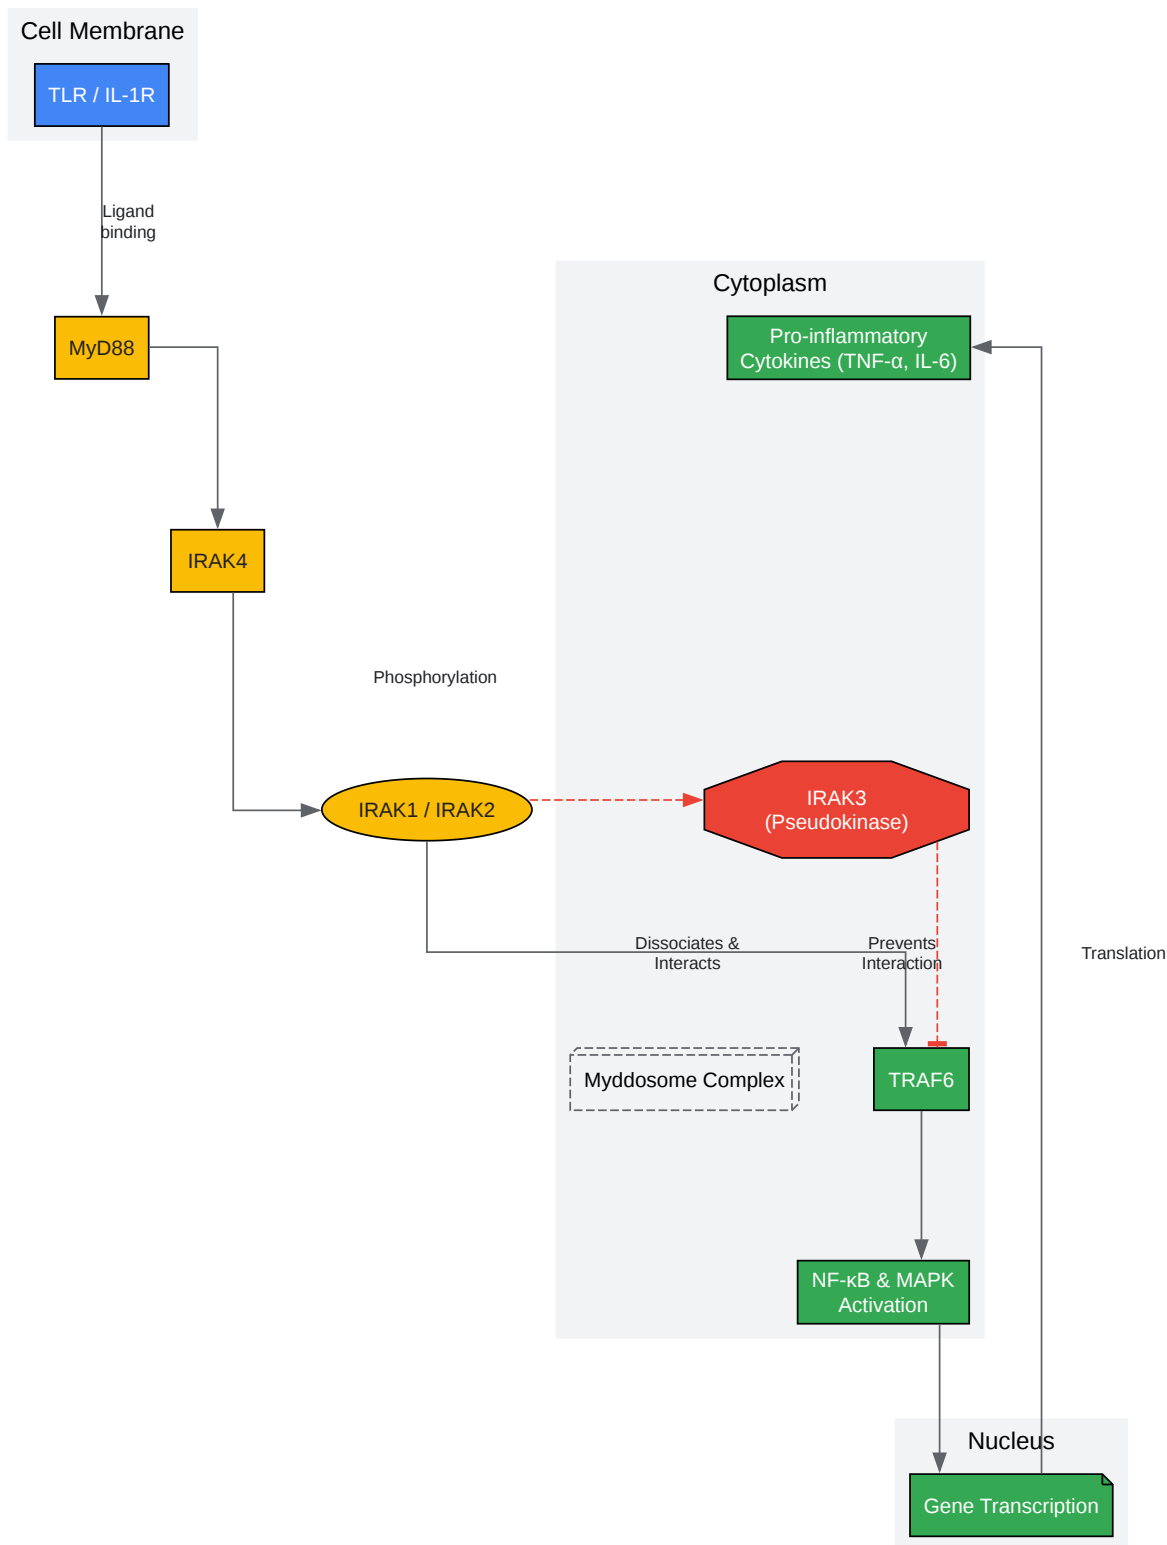 Cell Membrane
TLR / IL-1R
Ligand
binding
Cytoplasm
Pro-inflammatory
Cytokines (TNF-α, IL-6)
MyD88
IRAK4
Phosphorylation
IRAK1 / IRAK2
IRAK3
(Pseudokinase)
Dissociates &
Interacts
Prevents
Interaction
Translation
Myddosome Complex
TRAF6
NF-κB & MAPK
Activation
Nucleus
Gene Transcription